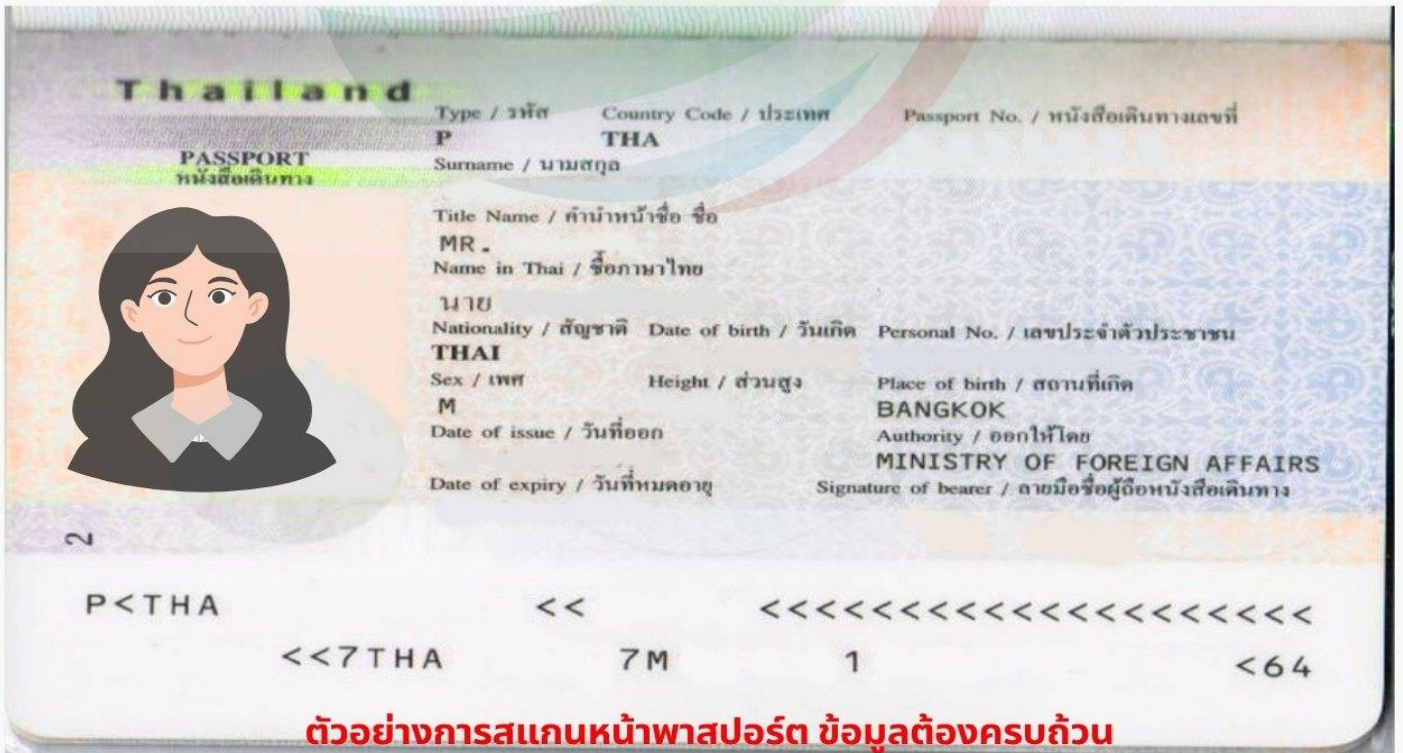 Thailand
PASSPORT
หนังสือเดินทาง
Type / รหัส Country Code / ประเทศ Passport No. / หนังสือเดินทางเลขที่
P THA
Surname / นามสกุล
Title Name / คำนำหน้าชื่อ ชื่อ
MR.
Name in Thai / ชื่อภาษาไทย
นาย
Nationality / สัญชาติ Date of birth / วันเกิด Personal No. / เลขประจำตัวประชาชน
THAI
Sex / เพศ Height / ส่วนสูง Place of birth / สถานที่เกิด
M BANGKOK
Date of issue / วันที่ออก Authority / ออกให้โดย
MINISTRY OF FOREIGN AFFAIRS
Date of expiry / วันที่หมดอายุ Signature of bearer / ลายมือชื่อผู้ถือหนังสือเดินทาง
2
P<THA << <<<<<<<<<<<<<<<<<<<<<
<<7THA 7M 1 <64
ตัวอย่างการสแกนหน้าพาสปอร์ต ข้อมูลต้องครบถ้วน